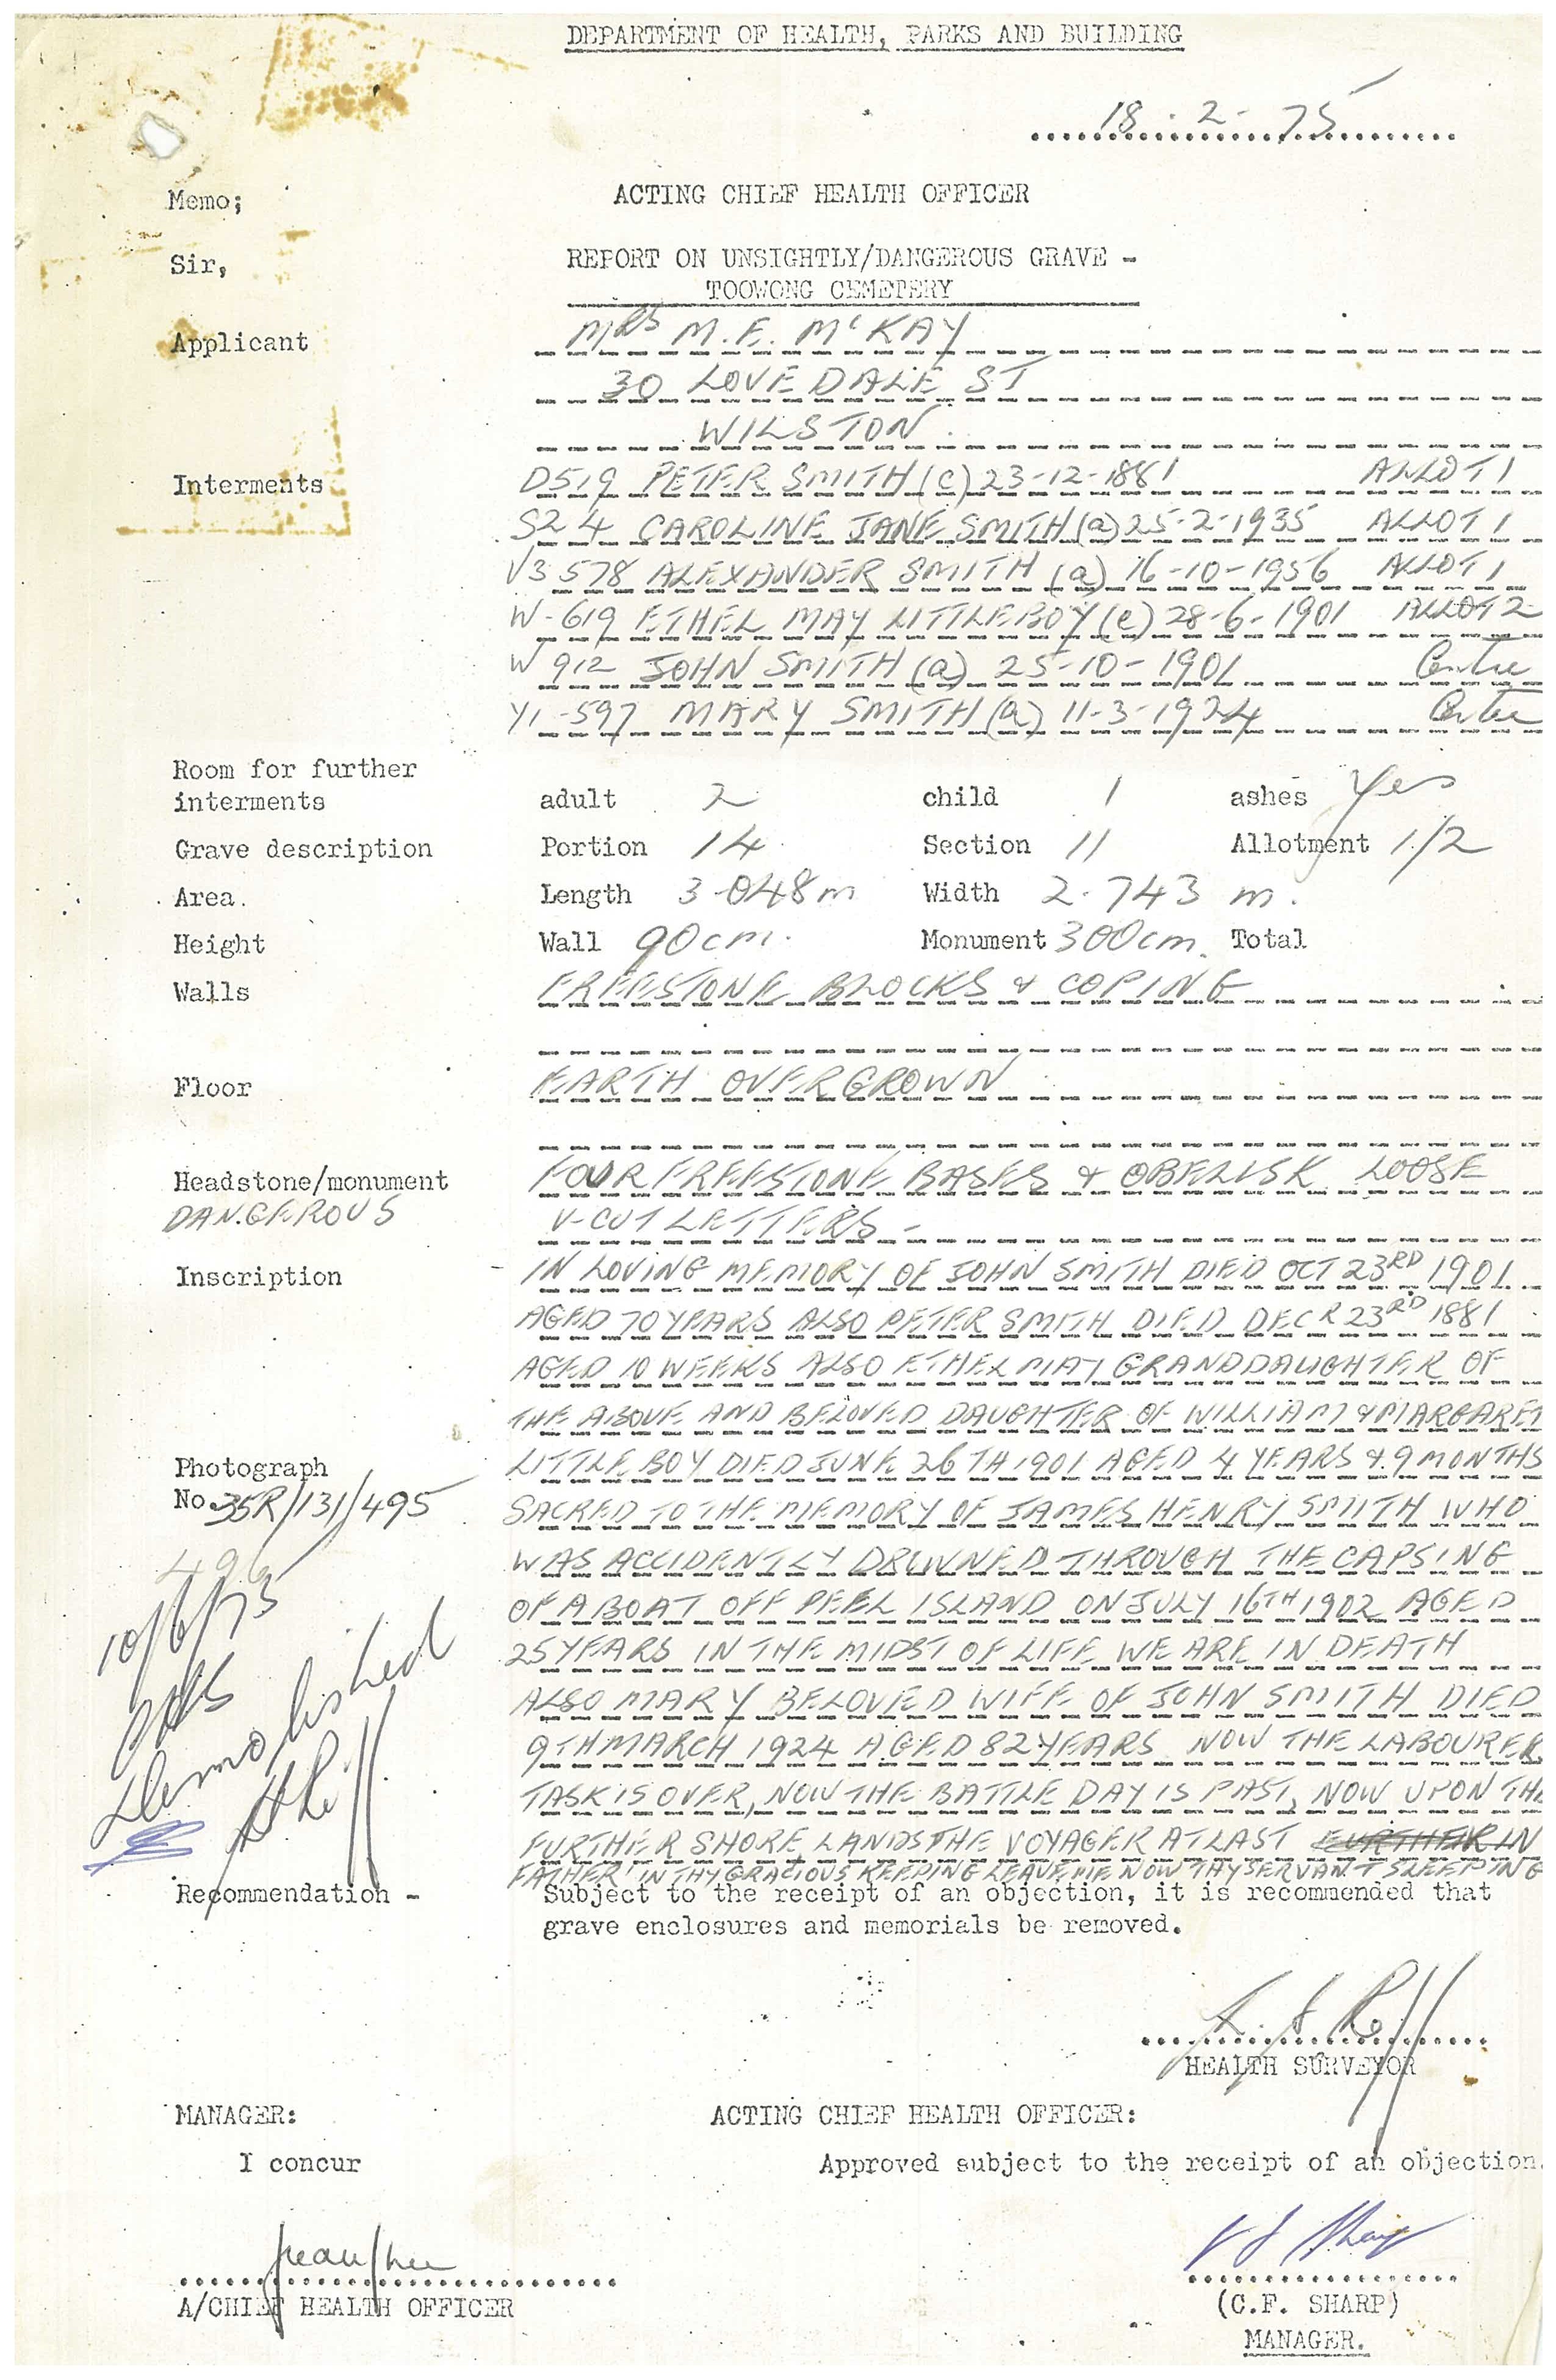 DEPARTMENT OF HEALTH, PARKS AND BUILDING
18 - 2 - 75
Memo; ACTING CHIEF HEALTH OFFICER
Sir, REPORT ON UNSIGHTLY/DANGEROUS GRAVE -
TOOWONG CEMETERY
Applicant MRS M.E. McKAY
30 LOVEDALE ST
WILSTON.
Interments D519 PETER SMITH (c) 23-12-1881 ALLOT 1
S24 CAROLINE JANE SMITH (a) 25-2-1935 ALLOT 1
V3 578 ALEXANDER SMITH (a) 16-10-1956 ALLOT 1
W-619 ETHEL MAY LITTLEBOY (c) 28-6-1901 ALLOT 2
W 912 JOHN SMITH (a) 25-10-1901 Centre
Y1-597 MARY SMITH (a) 11-3-1924 Centre
Room for further
interments adult 2 child 1 ashes Yes
Grave description Portion 14 Section 11 Allotment 1/2
Area. Length 3.048m Width 2.743 m.
Height Wall 90cm. Monument 300cm. Total
Walls FREESTONE BLOCKS & COPING
Floor EARTH OVERGROWN
Headstone/monument FOUR FREESTONE BASES & OBELISK LOOSE
DANGEROUS V-CUT LETTERS -
Inscription - IN LOVING MEMORY OF JOHN SMITH DIED OCT 23RD 1901
AGED 70 YEARS ALSO PETER SMITH DIED DECR 23RD 1881
AGED 10 WEEKS ALSO ETHEL MAY GRANDDAUGHTER OF
THE ABOVE AND BELOVED DAUGHTER OF WILLIAM & MARGARET
Photograph LITTLEBOY DIED JUNE 26TH 1901 AGED 4 YEARS & 9 MONTHS
No. 35R/131/495 SACRED TO THE MEMORY OF JAMES HENRY SMITH WHO
496 WAS ACCIDENTLY DROWNED THROUGH THE CAPSING
10/6/75 OF A BOAT OFF PEEL ISLAND ON JULY 16TH 1902 AGED
25 YEARS IN THE MIDST OF LIFE WE ARE IN DEATH
Demolished ALSO MARY BELOVED WIFE OF JOHN SMITH DIED
9TH MARCH 1924 AGED 82 YEARS NOW THE LABOURER
TASK IS OVER, NOW THE BATTLE DAY IS PAST, NOW UPON THE
FURTHER SHORE LANDS THE VOYAGER AT LAST
FATHER IN THY GRACIOUS KEEPING LEAVE ME NOW THY SERVANT SLEEPING
Recommendation - Subject to the receipt of an objection, it is recommended that
grave enclosures and memorials be removed.
HEALTH SURVEYOR
MANAGER: ACTING CHIEF HEALTH OFFICER:
I concur Approved subject to the receipt of an objection.
A/CHIEF HEALTH OFFICER (C.F. SHARP)
MANAGER.